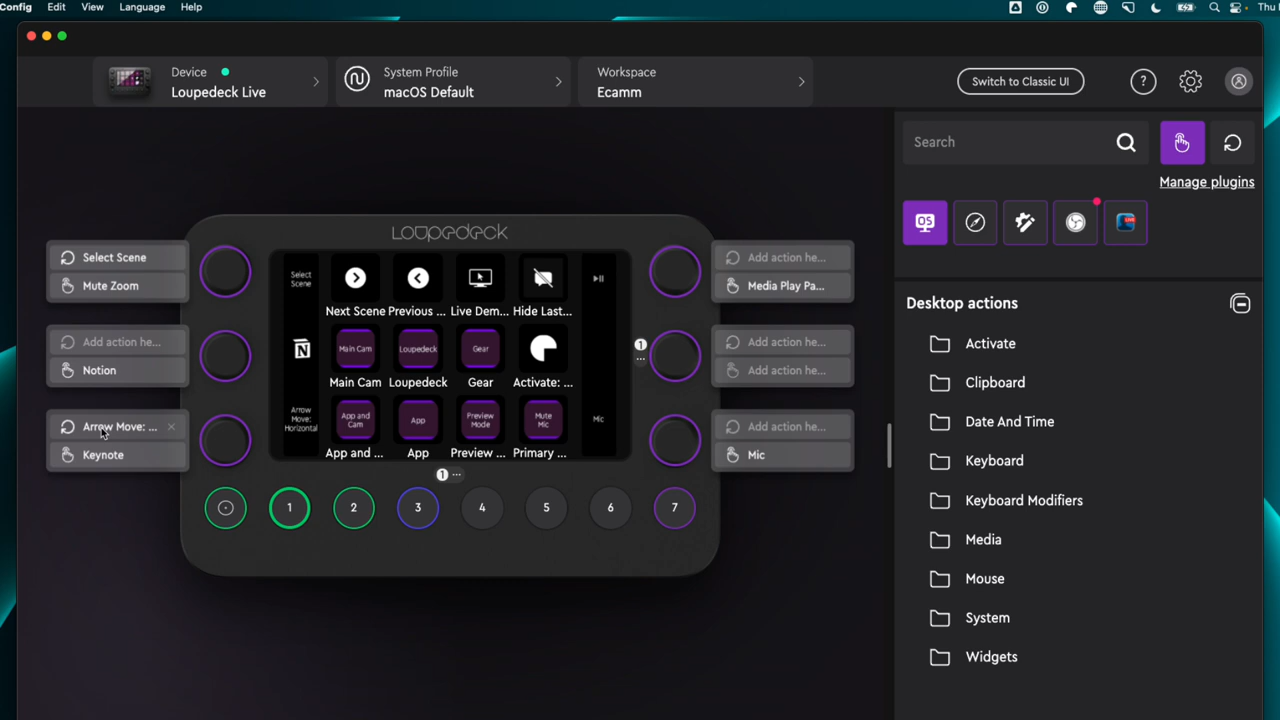 Config Edit View Language Help Thu
Device
Loupedeck Live
System Profile
macOS Default
Workspace
Ecamm
Switch to Classic UI
?
Search
Manage plugins
OS
LIVE
Loupedeck
Select Scene
Mute Zoom
Add action he...
Notion
Arrow Move: ...
Keynote
Select
Scene
Next Scene
Previous ...
Live Dem...
Hide Last...
Main Cam
Loupedeck
Gear
Main Cam
Loupedeck
Gear
Activate: ...
Arrow
Move:
Horizontal
App and
Cam
App
Preview
Mode
Mute
Mic
Mic
App and ...
App
Preview ...
Primary ...
1 ...
1 ...
1
2
3
4
5
6
7
Add action he...
Media Play Pa...
Add action he...
Add action he...
Add action he...
Mic
Desktop actions
Activate
Clipboard
Date And Time
Keyboard
Keyboard Modifiers
Media
Mouse
System
Widgets